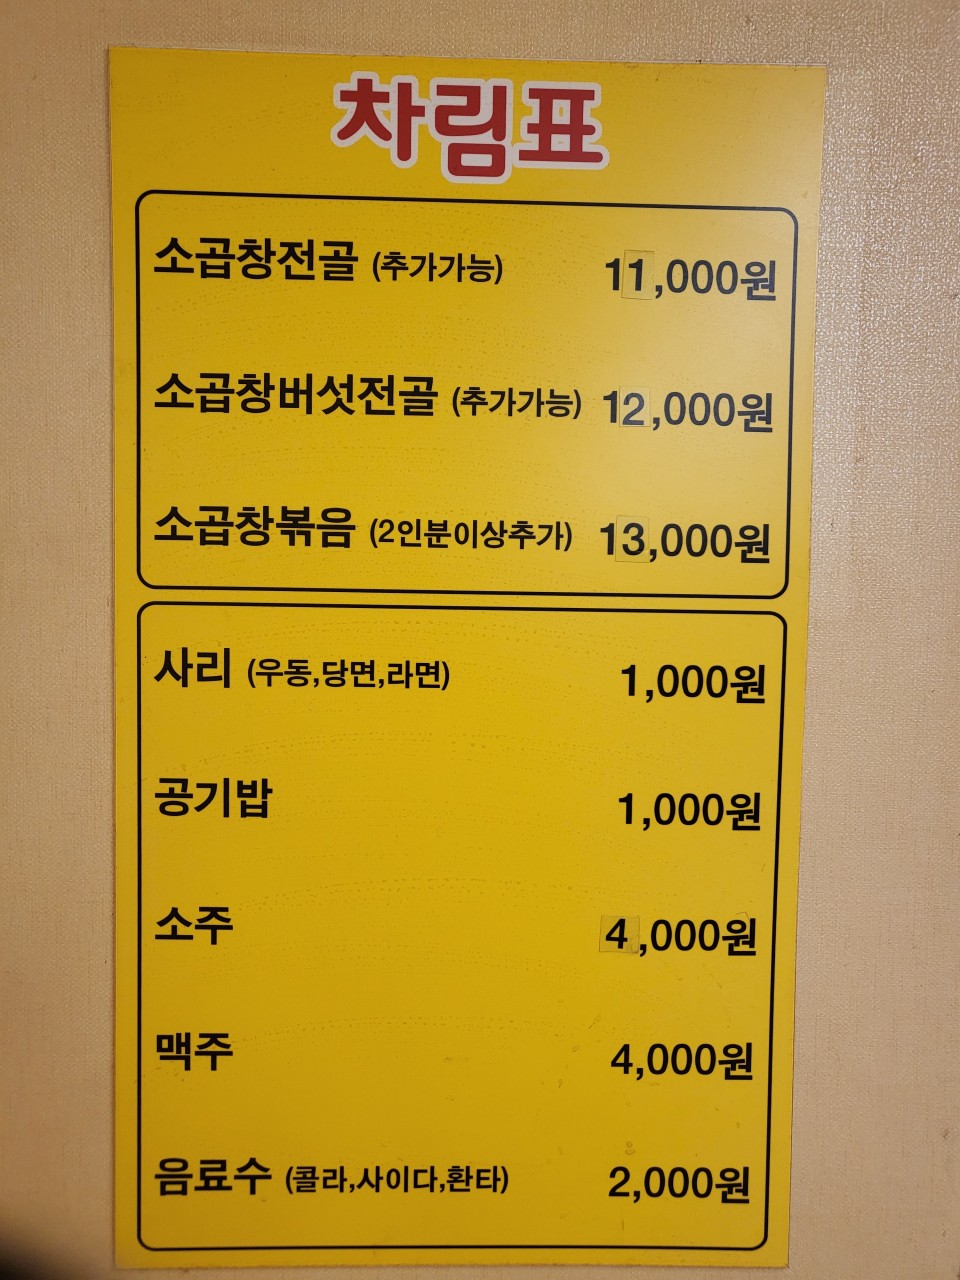 차림표
소곱창전골 (추가가능) 11,000원
소곱창버섯전골 (추가가능) 12,000원
소곱창볶음 (2인분이상추가) 13,000원
사리 (우동,당면,라면) 1,000원
공기밥 1,000원
소주 4,000원
맥주 4,000원
음료수 (콜라,사이다,환타) 2,000원